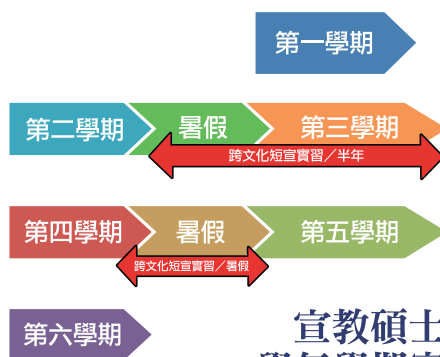 第一學期
第二學期 暑假 第三學期
跨文化短宣實習／半年
第四學期 暑假 第五學期
跨文化短宣實習／暑假
第六學期
宣教碩士